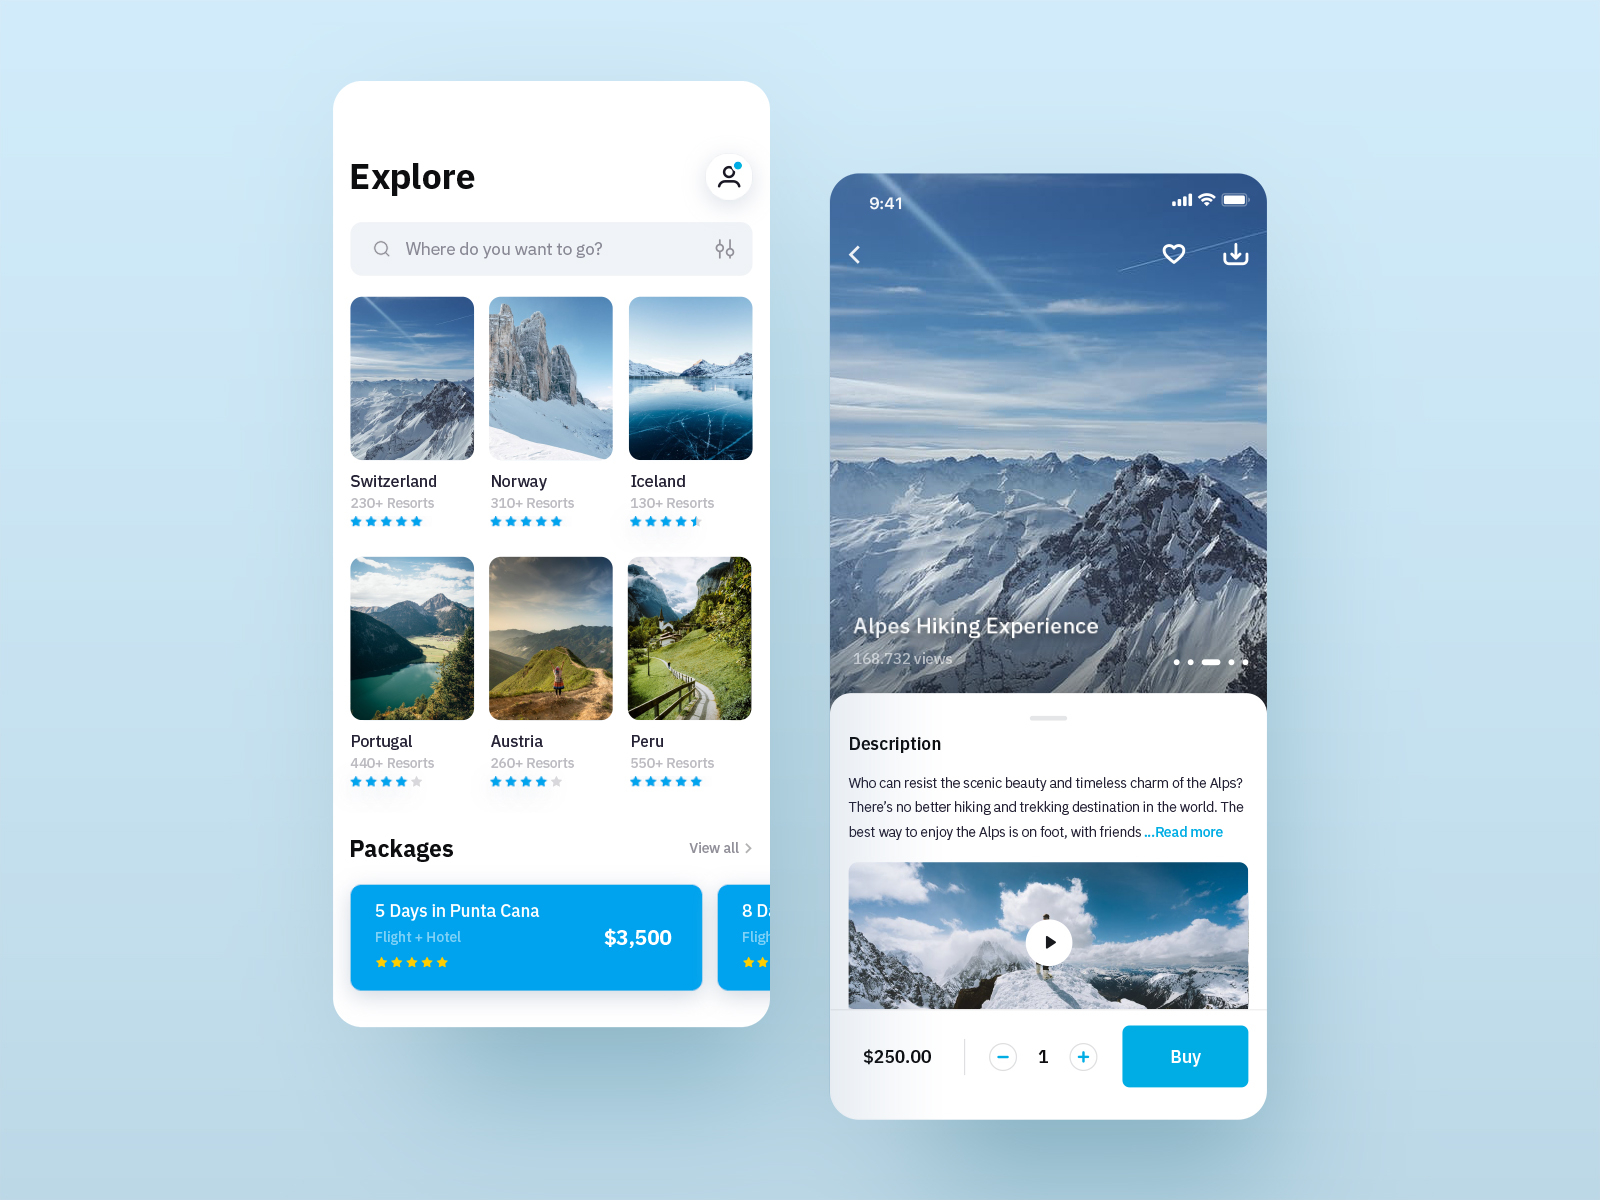 Explore
Where do you want to go?
Switzerland
230+ Resorts
Norway
310+ Resorts
Iceland
130+ Resorts
Portugal
440+ Resorts
Austria
260+ Resorts
Peru
550+ Resorts
Packages
View all
5 Days in Punta Cana
Flight + Hotel
$3,500
8 Da
Fligh
9:41
Alpes Hiking Experience
168.732 views
Description
Who can resist the scenic beauty and timeless charm of the Alps?
There's no better hiking and trekking destination in the world. The
best way to enjoy the Alps is on foot, with friends ...Read more
$250.00
1
Buy